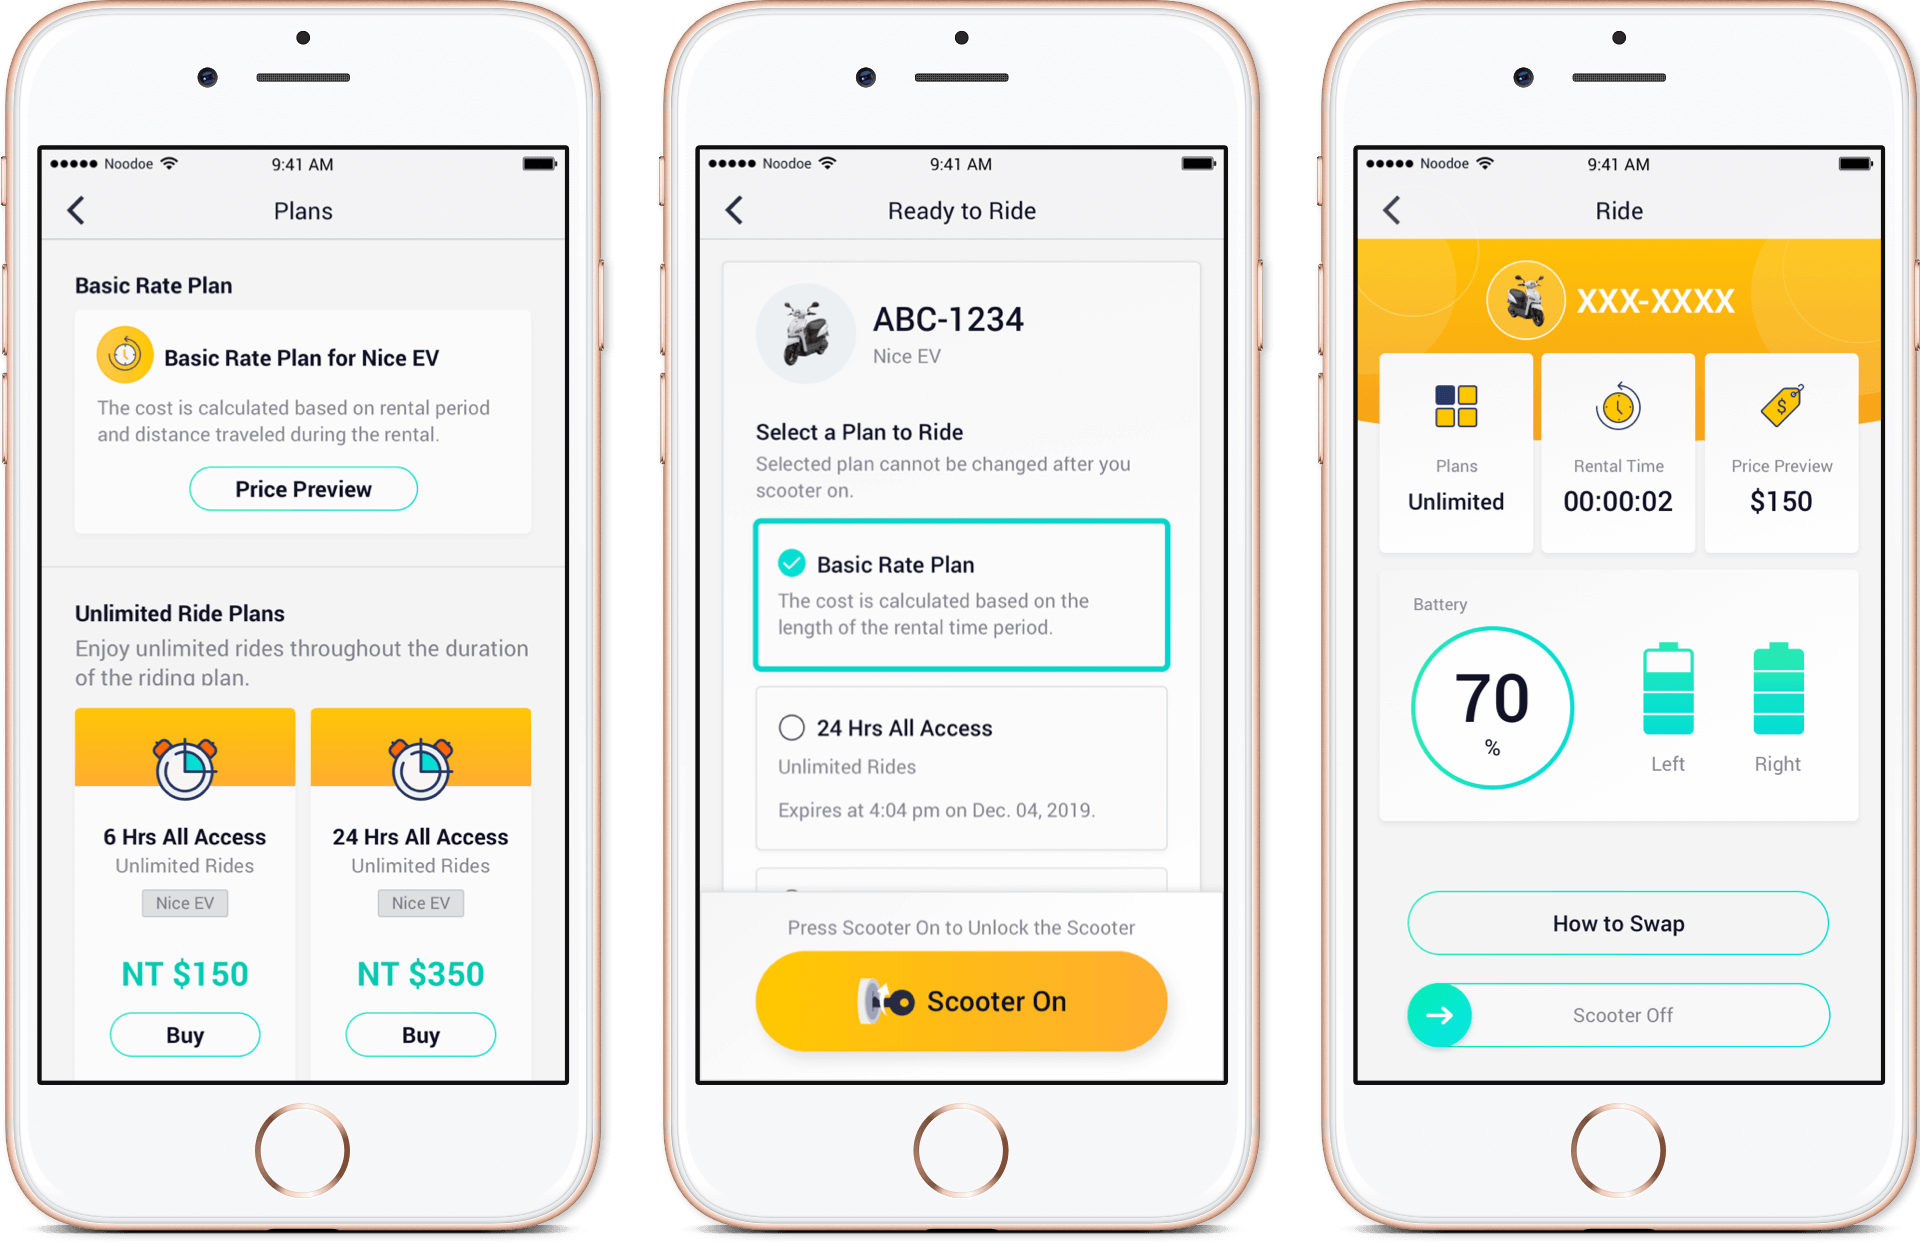 Noodoe
9:41 AM
Plans
Basic Rate Plan
Basic Rate Plan for Nice EV
The cost is calculated based on rental period
and distance traveled during the rental.
Price Preview
Unlimited Ride Plans
Enjoy unlimited rides throughout the duration
of the riding plan.
6 Hrs All Access
Unlimited Rides
Nice EV
NT $150
Buy
24 Hrs All Access
Unlimited Rides
Nice EV
NT $350
Buy
Noodoe
9:41 AM
Ready to Ride
ABC-1234
Nice EV
Select a Plan to Ride
Selected plan cannot be changed after you
scooter on.
Basic Rate Plan
The cost is calculated based on the
length of the rental time period.
24 Hrs All Access
Unlimited Rides
Expires at 4:04 pm on Dec. 04, 2019.
Press Scooter On to Unlock the Scooter
Scooter On
Noodoe
9:41 AM
Ride
XXX-XXXX
Plans
Unlimited
Rental Time
00:00:02
$
Price Preview
$150
Battery
70
%
Left
Right
How to Swap
Scooter Off